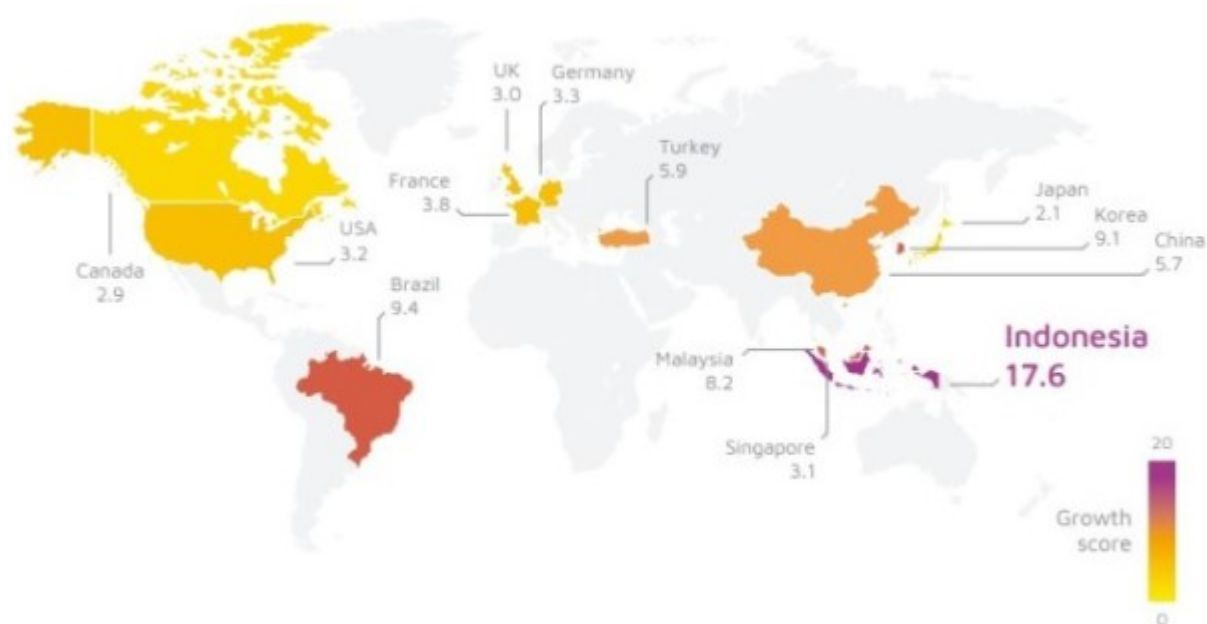 UK
3.0
Germany
3.3
Turkey
5.9
France
3.8
Japan
2.1
Korea
9.1
China
5.7
USA
3.2
Canada
2.9
Brazil
9.4
Indonesia
17.6
Malaysia
8.2
Singapore
3.1
20
Growth
score
0